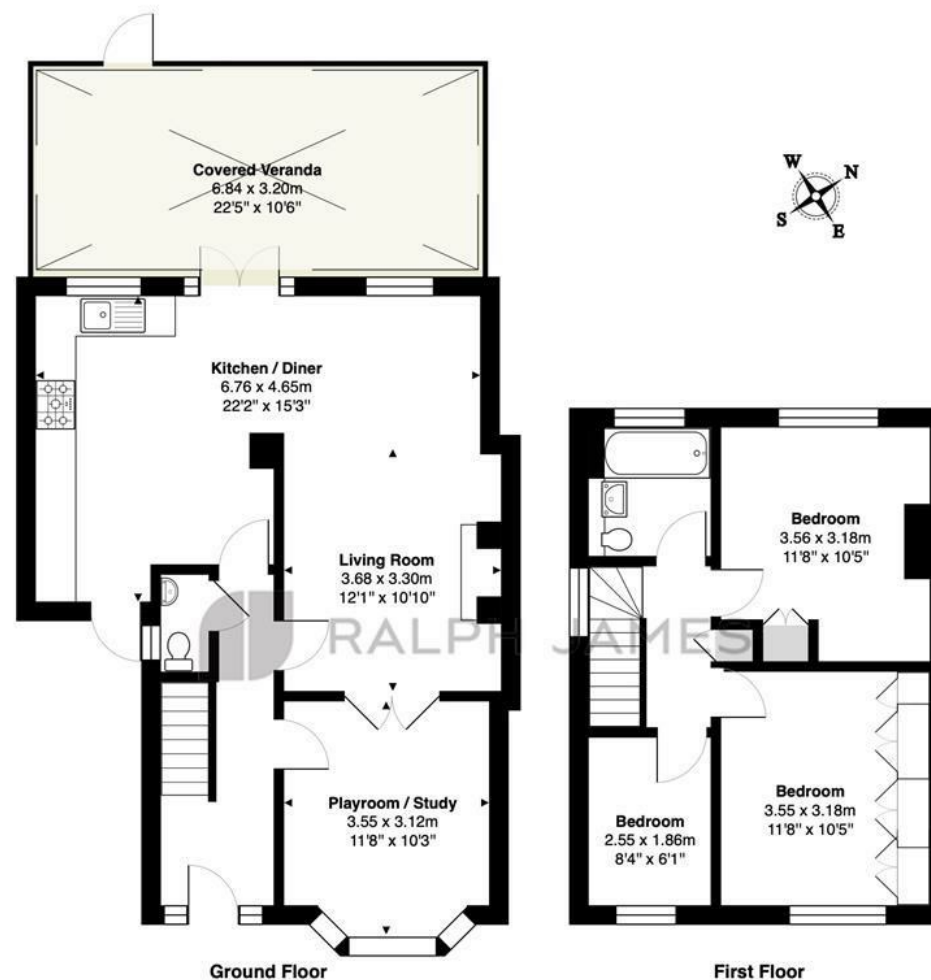 Covered Veranda
6.84 x 3.20m
22'5" x 10'6"
W
N
S
E
Kitchen / Diner
6.76 x 4.65m
22'2" x 15'3"
Living Room
3.68 x 3.30m
12'1" x 10'10"
RALPH JAMES
Playroom / Study
3.55 x 3.12m
11'8" x 10'3"
Ground Floor
Bedroom
3.56 x 3.18m
11'8" x 10'5"
Bedroom
3.55 x 3.18m
11'8" x 10'5"
Bedroom
2.55 x 1.86m
8'4" x 6'1"
First Floor